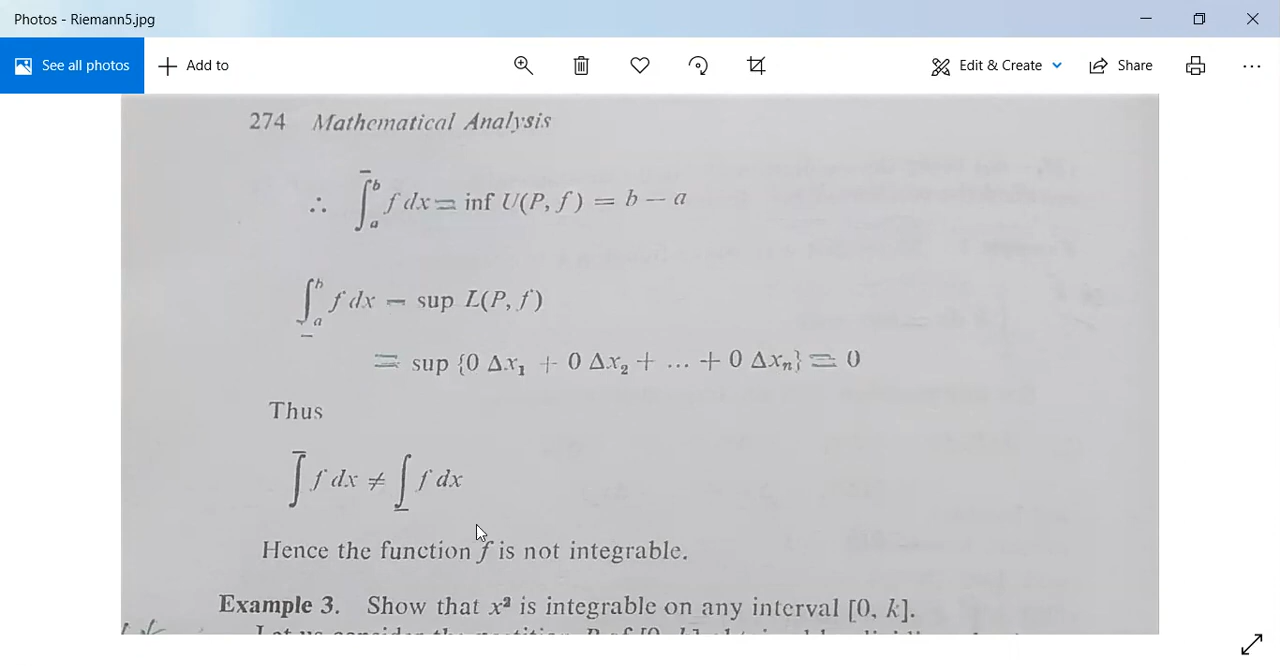 Photos - Riemann5.jpg
See all photos
Add to
Edit & Create
Share
274 Mathematical Analysis
∴ ∫̅ₐᵇ f dx = inf U(P, f) = b − a
∫̲ₐᵇ f dx = sup L(P, f)
= sup {0 Δx₁ + 0 Δx₂ + ... + 0 Δxₙ} = 0
Thus
∫̅ f dx ≠ ∫̲ f dx
Hence the function f is not integrable.
Example 3. Show that x² is integrable on any interval [0, k].